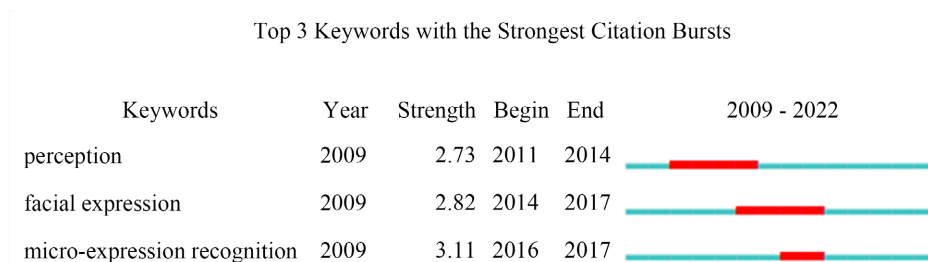 Top 3 Keywords with the Strongest Citation Bursts
Keywords Year Strength Begin End 2009 - 2022
perception 2009 2.73 2011 2014
facial expression 2009 2.82 2014 2017
micro-expression recognition 2009 3.11 2016 2017